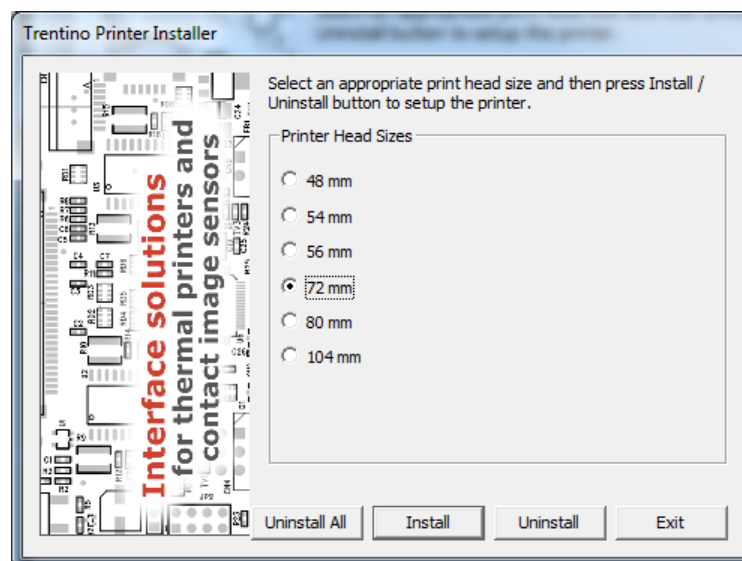 Trentino Printer Installer
Interface solutions
for thermal printers and
contact image sensors
Select an appropriate print head size and then press Install /
Uninstall button to setup the printer.
Printer Head Sizes
48 mm
54 mm
56 mm
72 mm
80 mm
104 mm
Uninstall All
Install
Uninstall
Exit